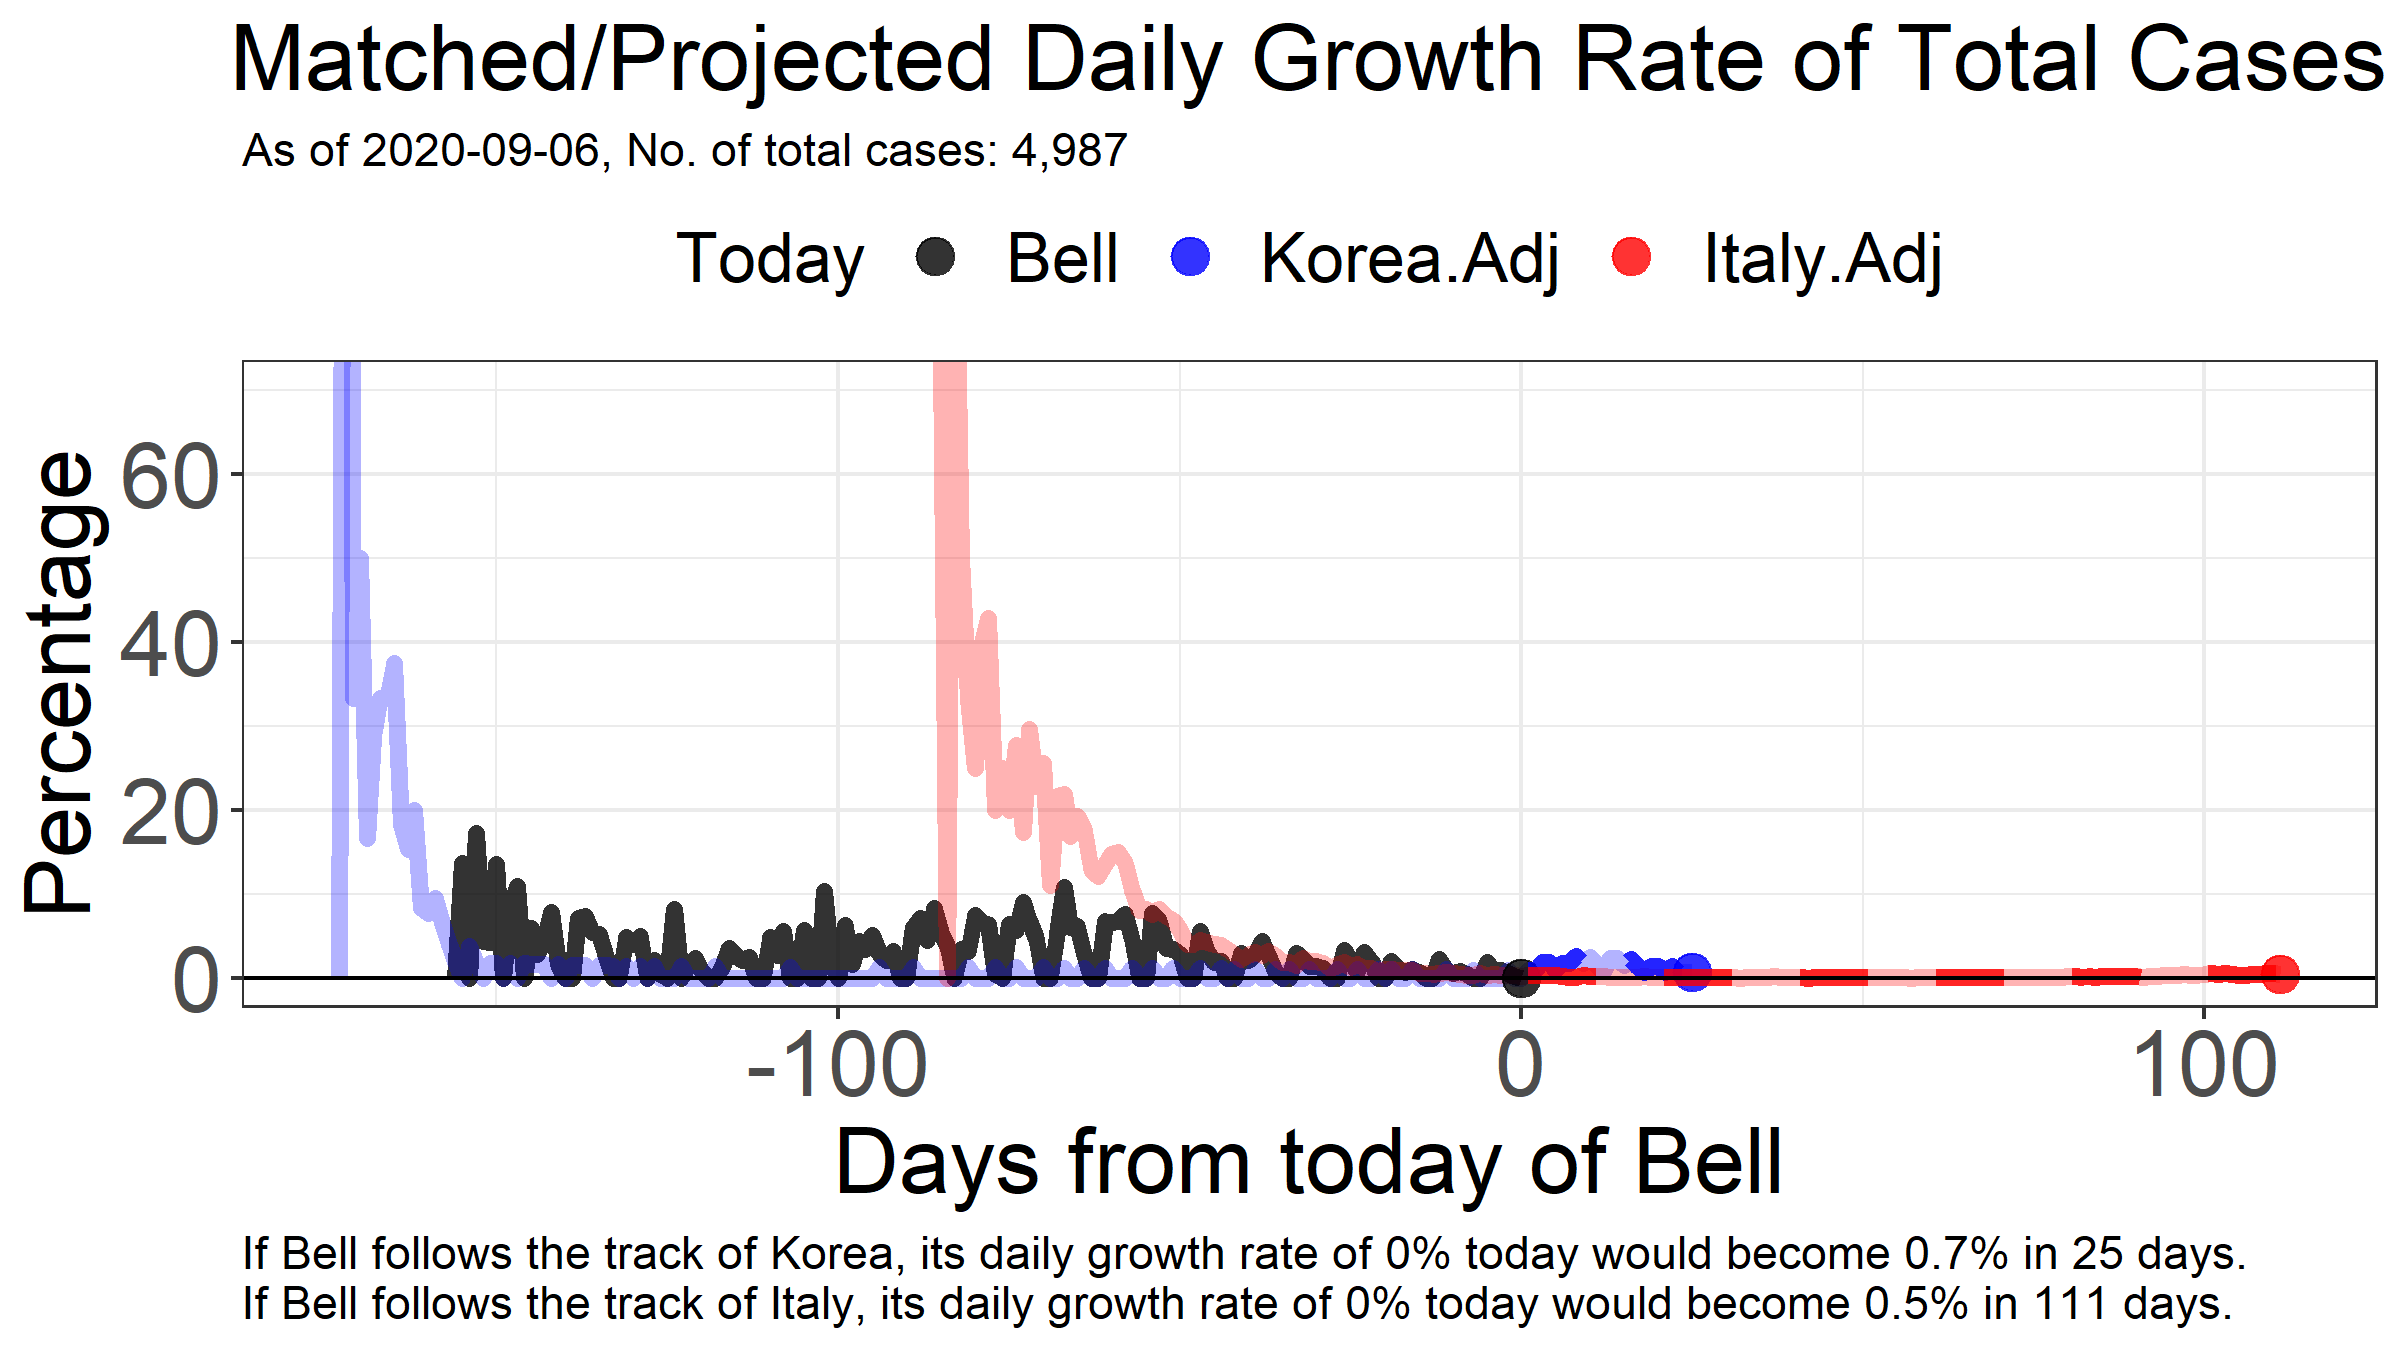 Matched/Projected Daily Growth Rate of Total Cases
As of 2020-09-06, No. of total cases: 4,987
Today Bell Korea.Adj Italy.Adj
Percentage
60
40
20
0
-100 0 100
Days from today of Bell
If Bell follows the track of Korea, its daily growth rate of 0% today would become 0.7% in 25 days.
If Bell follows the track of Italy, its daily growth rate of 0% today would become 0.5% in 111 days.